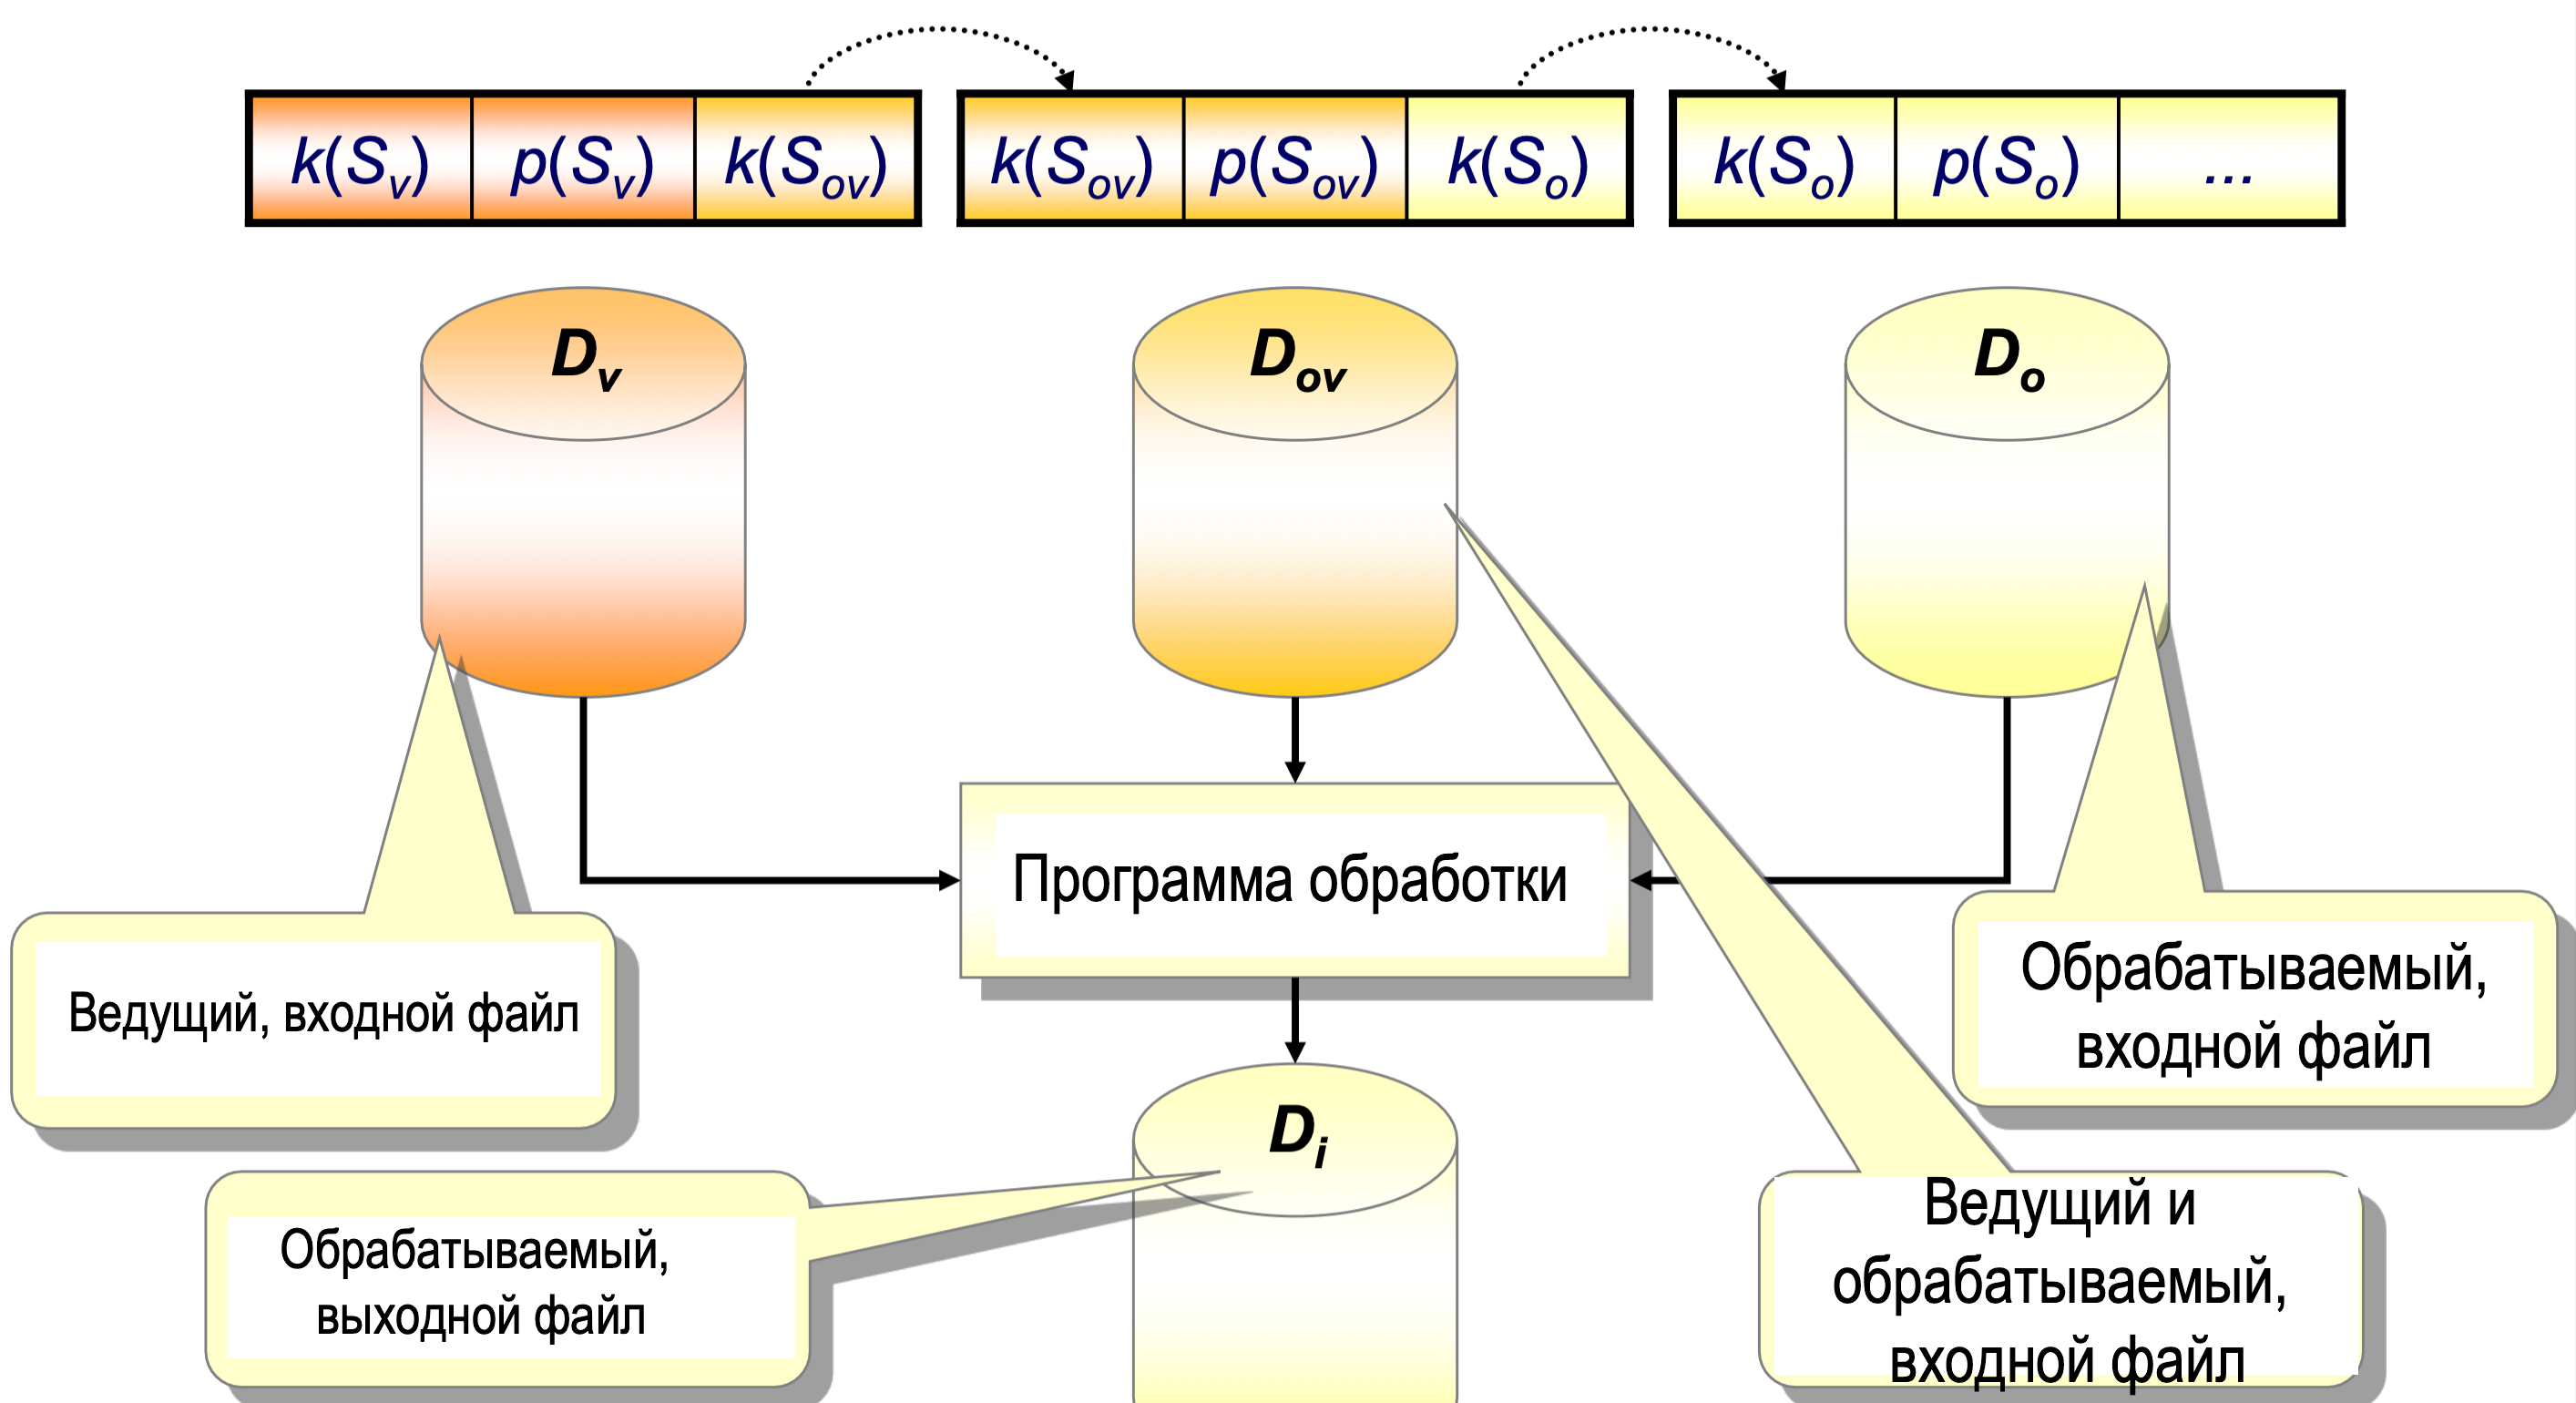 k(Sv) p(Sv) k(Sov) k(Sov) p(Sov) k(So) k(So) p(So) ...
Dv Dov Do
Программа обработки
Ведущий, входной файл
Обрабатываемый,
входной файл
Di
Обрабатываемый,
выходной файл
Ведущий и
обрабатываемый,
входной файл